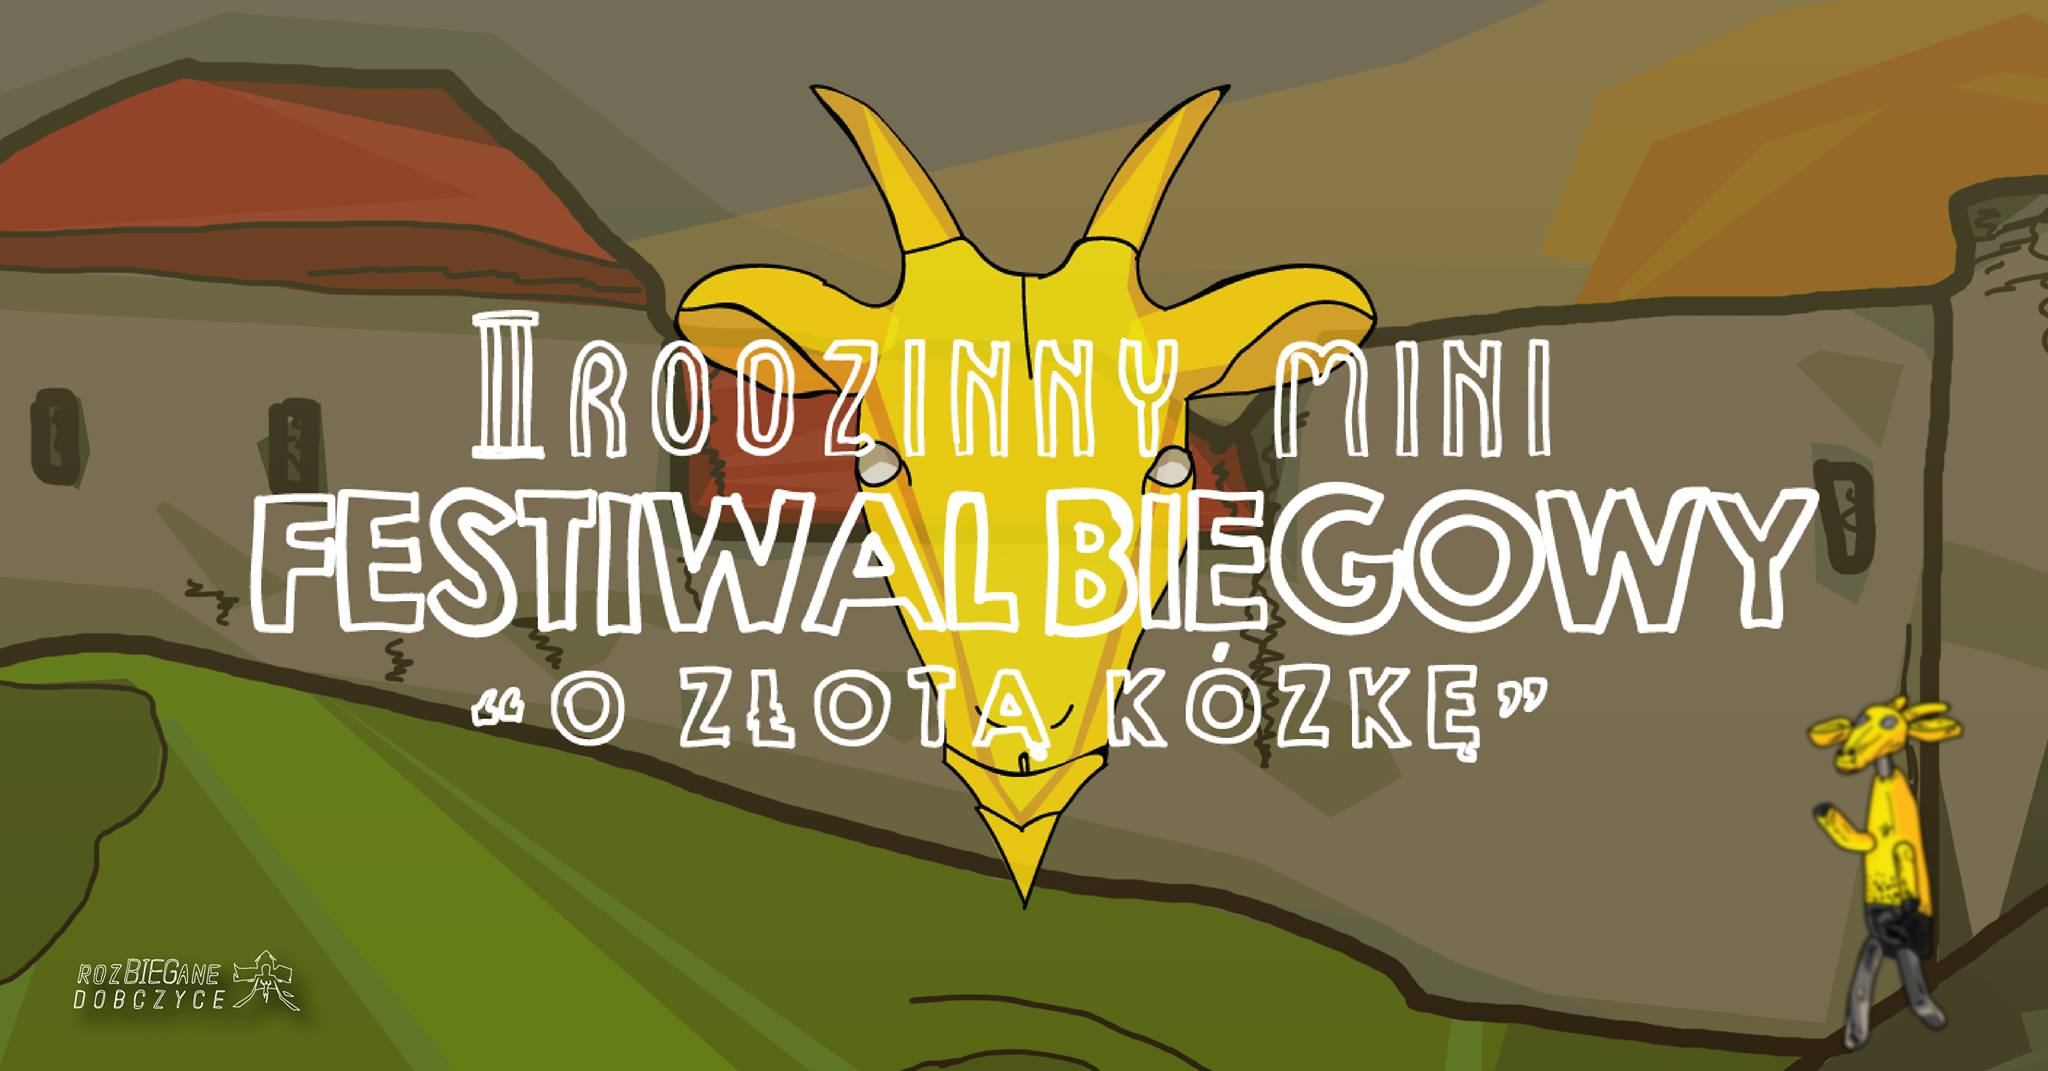 II RODZINNY MINI
FESTIWAL BIEGOWY
“O ZŁOTĄ KÓZKĘ”
ROZBIEGANE
DOBCZYCE